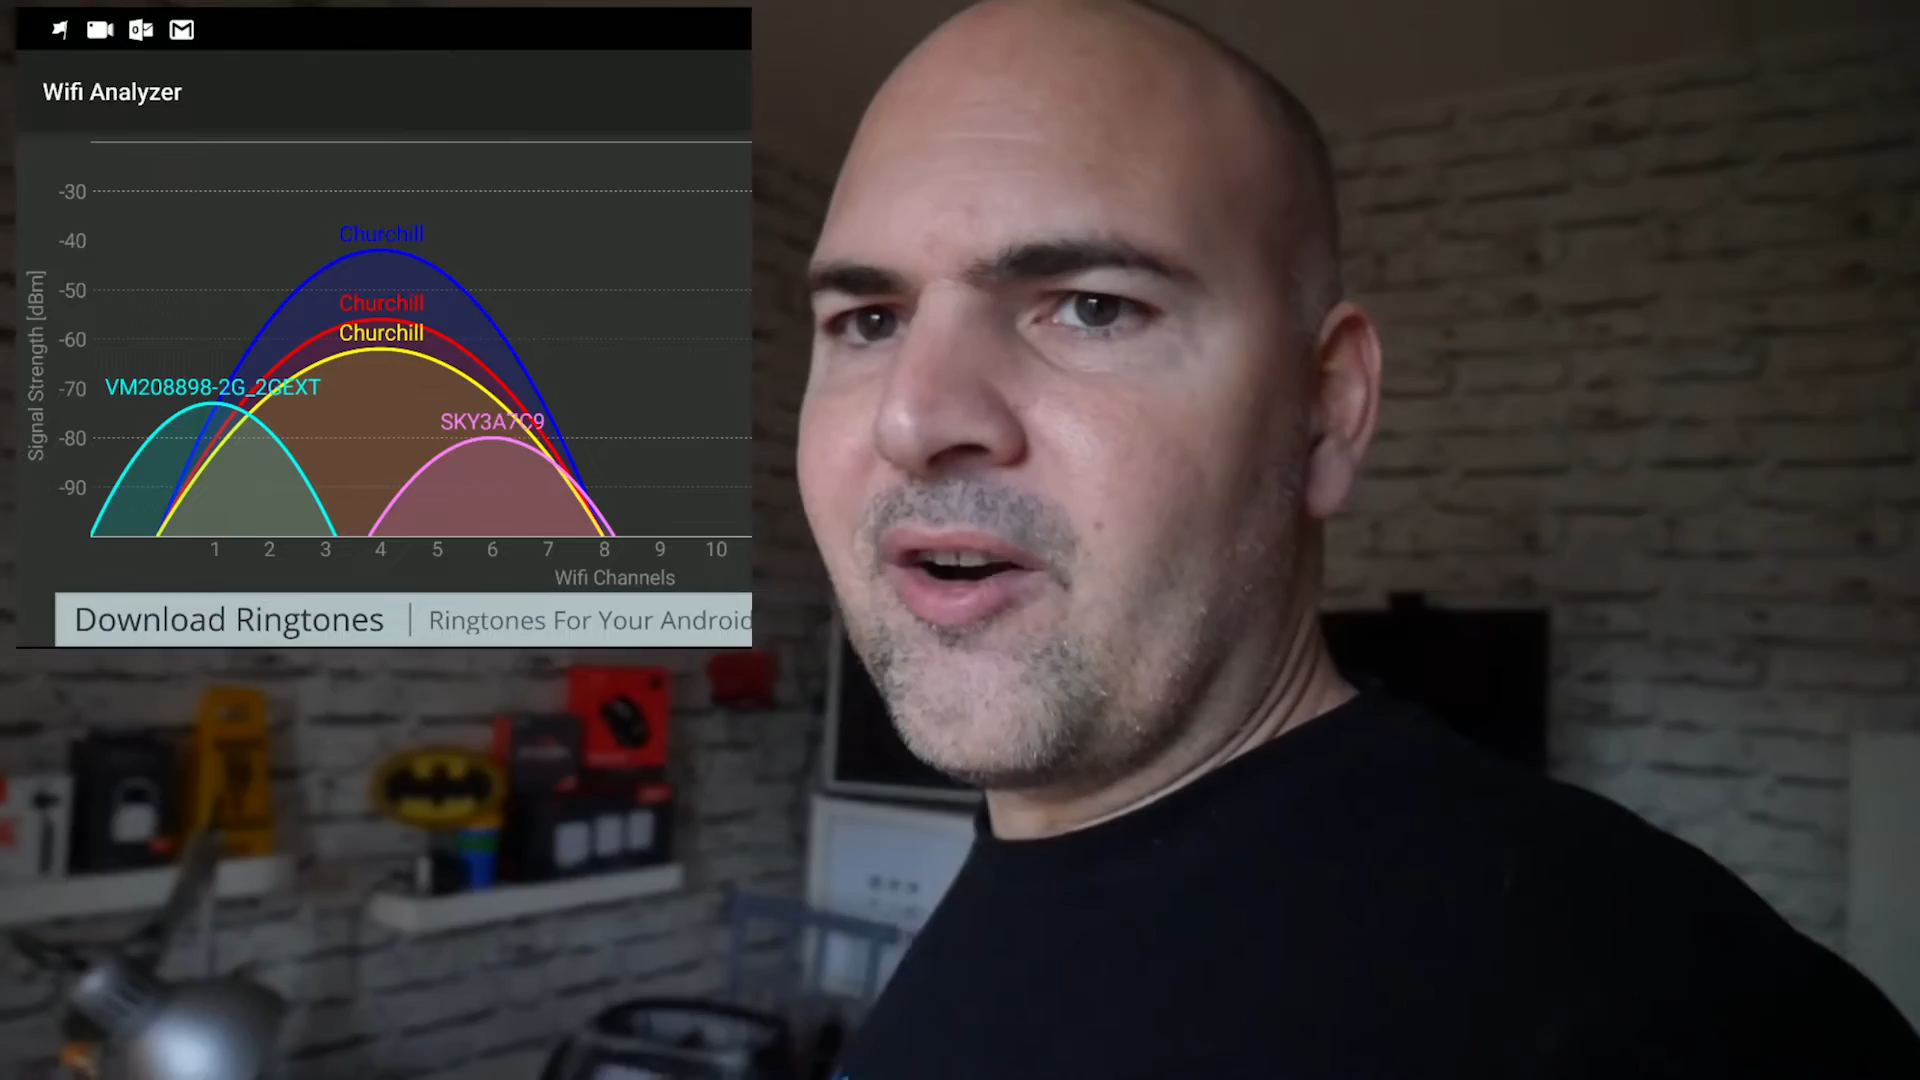 Wifi Analyzer
-30
Churchill
-40
-50
Churchill
Churchill
-60
VM208898-2G_2GEXT
-70
SKY3A7C9
-80
-90
Signal Strength [dBm]
1 2 3 4 5 6 7 8 9 10
Wifi Channels
Download Ringtones | Ringtones For Your Android